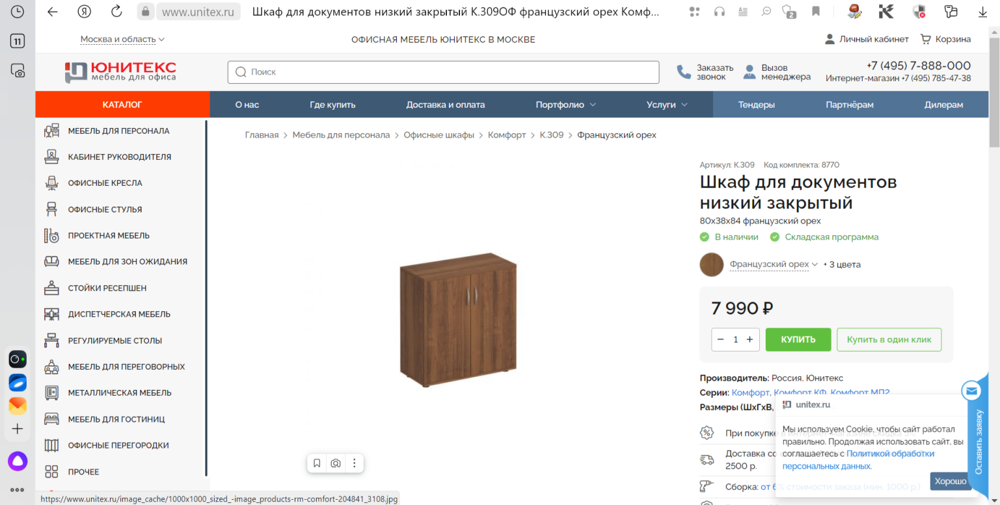 www.unitex.ru
Шкаф для документов низкий закрытый К.309ОФ французский орех Комф...
2
11
Москва и область
ОФИСНАЯ МЕБЕЛЬ ЮНИТЕКС В МОСКВЕ
Личный кабинет
Корзина
ЮНИТЕКС
мебель для офиса
Поиск
Заказать
звонок
Вызов
менеджера
+7 (495) 7-888-000
Интернет-магазин +7 (495) 785-47-38
КАТАЛОГ
О нас
Где купить
Доставка и оплата
Портфолио
Услуги
Тендеры
Партнёрам
Дилерам
МЕБЕЛЬ ДЛЯ ПЕРСОНАЛА
КАБИНЕТ РУКОВОДИТЕЛЯ
ОФИСНЫЕ КРЕСЛА
ОФИСНЫЕ СТУЛЬЯ
ПРОЕКТНАЯ МЕБЕЛЬ
МЕБЕЛЬ ДЛЯ ЗОН ОЖИДАНИЯ
СТОЙКИ РЕСЕПШЕН
ДИСПЕТЧЕРСКАЯ МЕБЕЛЬ
РЕГУЛИРУЕМЫЕ СТОЛЫ
МЕБЕЛЬ ДЛЯ ПЕРЕГОВОРНЫХ
МЕТАЛЛИЧЕСКАЯ МЕБЕЛЬ
МЕБЕЛЬ ДЛЯ ГОСТИНИЦ
ОФИСНЫЕ ПЕРЕГОРОДКИ
ПРОЧЕЕ
Главная > Мебель для персонала > Офисные шкафы > Комфорт > К.309 > Французский орех
Артикул: К.309 Код комплекта: 8770
Шкаф для документов
низкий закрытый
80x38x84 французский орех
В наличии
Складская программа
Французский орех
+ 3 цвета
7 990 ₽
− 1 +
КУПИТЬ
Купить в один клик
Производитель: Россия, Юнитекс
Серии: Комфорт, Комфорт КФ, Комфорт МП2
Размеры (ШхГхВ,
При покупке в интернет-магазине скидка
Доставка со
2500 р.
Сборка: от 6% стоимости заказа (мин. 1000 р.)
unitex.ru
Мы используем Cookie, чтобы сайт работал
правильно. Продолжая использовать сайт, вы
соглашаетесь с Политикой обработки
персональных данных.
Хорошо
Оставить заявку
https://www.unitex.ru/image_cache/1000x1000_sized_-image_products-rm-comfort-204841_3108.jpg